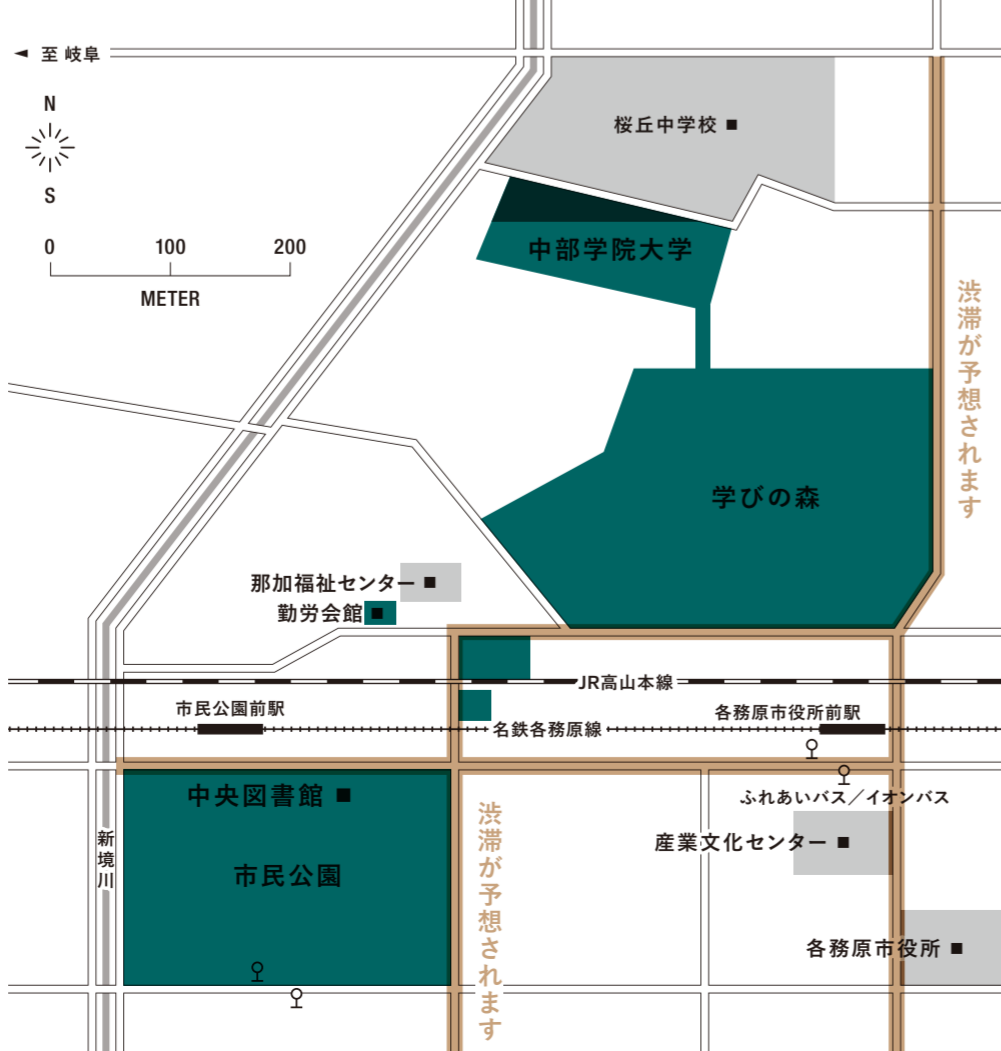 ◄ 至 岐阜
N
S
0 100 200
METER
桜丘中学校 ■
中部学院大学
渋滞が予想されます
学びの森
那加福祉センター ■
勤労会館 ■
JR高山本線
市民公園前駅
各務原市役所前駅
名鉄各務原線
中央図書館 ■
ふれあいバス／イオンバス
渋滞が予想されます
新境川
産業文化センター ■
市民公園
各務原市役所 ■